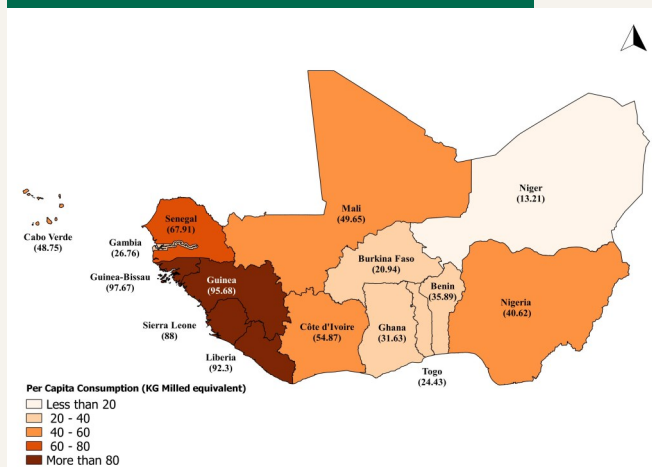 Niger
(13.21)
Mali
(49.65)
Senegal
(67.91)
Cabo Verde
(48.75)
Gambia
(26.76)
Burkina Faso
(20.94)
Guinea-Bissau
(97.67)
Guinea
(95.68)
Benin
(35.89)
Nigeria
(40.62)
Sierra Leone
(88)
Côte d'Ivoire
(54.87)
Ghana
(31.63)
Liberia
(92.3)
Togo
(24.43)
Per Capita Consumption (KG Milled equivalent)
Less than 20
20 - 40
40 - 60
60 - 80
More than 80